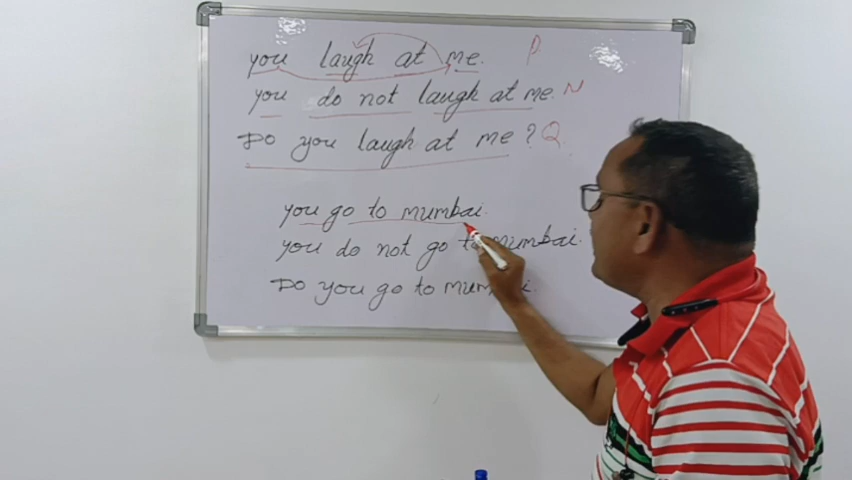 you laugh at me. P
you do not laugh at me. N
Do you laugh at me ? Q
you go to mumbai.
you do not go to mumbai.
Do you go to mumbai.